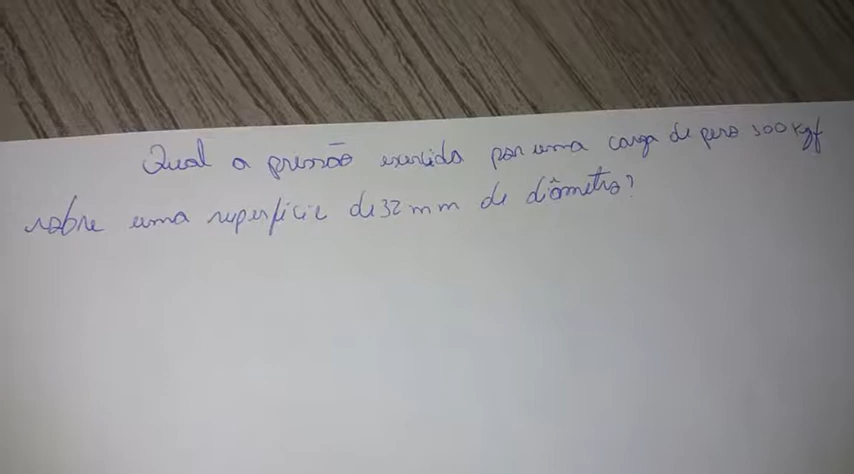 Qual a pressão exercida por uma carga de peso 300 kgf
sobre uma superfície de 32 mm de diâmetro?